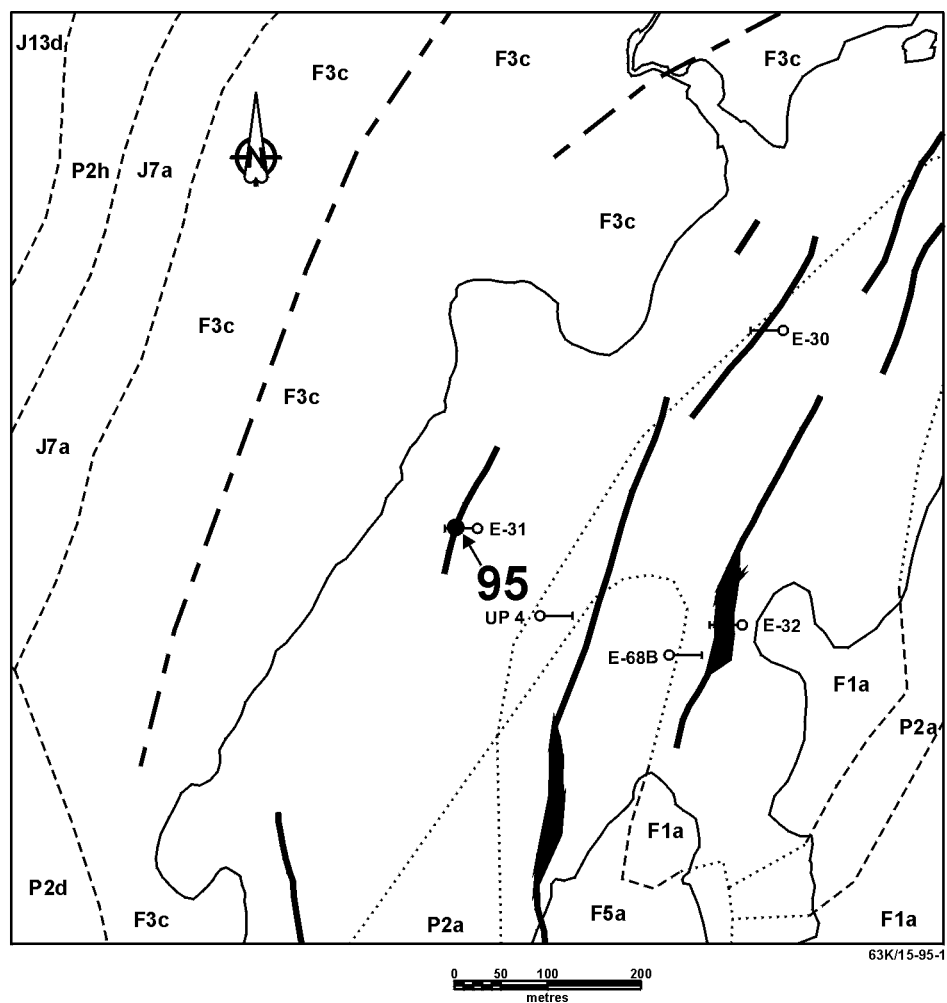 J13d
F3c
F3c
F3c
P2h
J7a
N
F3c
F3c
E-30
F3c
J7a
E-31
95
UP 4
E-32
E-68B
F1a
P2a
F1a
P2d
F3c
P2a
F5a
F1a
63K/15-95-1
0 50 100 200
metres